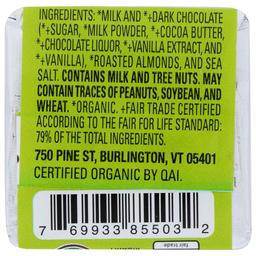 INGREDIENTS: *MILK AND *+DARK CHOCOLATE
(*+SUGAR, *MILK POWDER, *+COCOA BUTTER,
*+CHOCOLATE LIQUOR, *+VANILLA EXTRACT, AND
*+VANILLA), *ROASTED ALMONDS, AND SEA
SALT. CONTAINS MILK AND TREE NUTS. MAY
CONTAIN TRACES OF PEANUTS, SOYBEAN, AND
WHEAT. *ORGANIC. +FAIR TRADE CERTIFIED
ACCORDING TO THE FAIR FOR LIFE STANDARD:
79% OF THE TOTAL INGREDIENTS.
750 PINE ST, BURLINGTON, VT 05401
CERTIFIED ORGANIC BY QAI.
7 69933 85503 2
fair trade